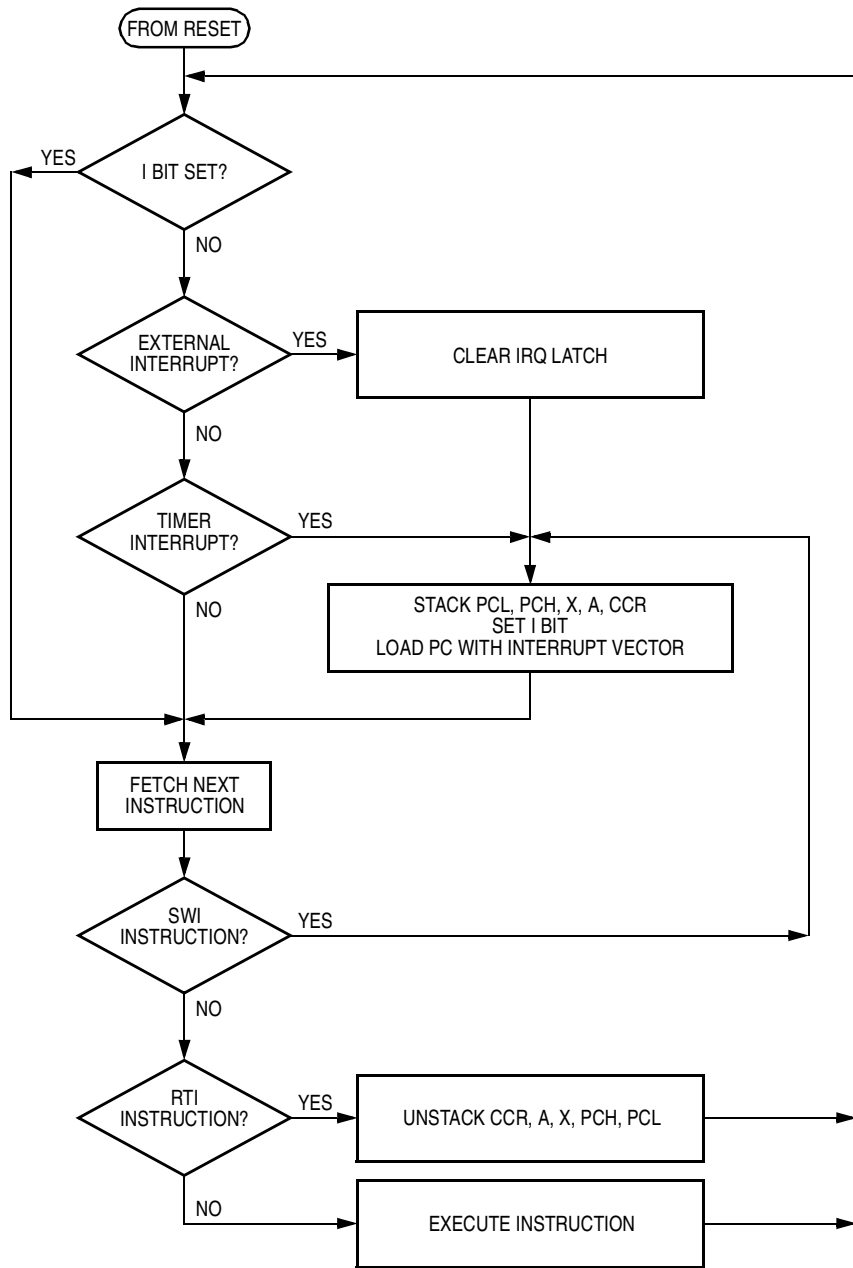 FROM RESET
YES
I BIT SET?
NO
EXTERNAL
INTERRUPT?
YES
CLEAR IRQ LATCH
NO
TIMER
INTERRUPT?
YES
NO
STACK PCL, PCH, X, A, CCR
SET I BIT
LOAD PC WITH INTERRUPT VECTOR
FETCH NEXT
INSTRUCTION
SWI
INSTRUCTION?
YES
NO
RTI
INSTRUCTION?
YES
UNSTACK CCR, A, X, PCH, PCL
NO
EXECUTE INSTRUCTION